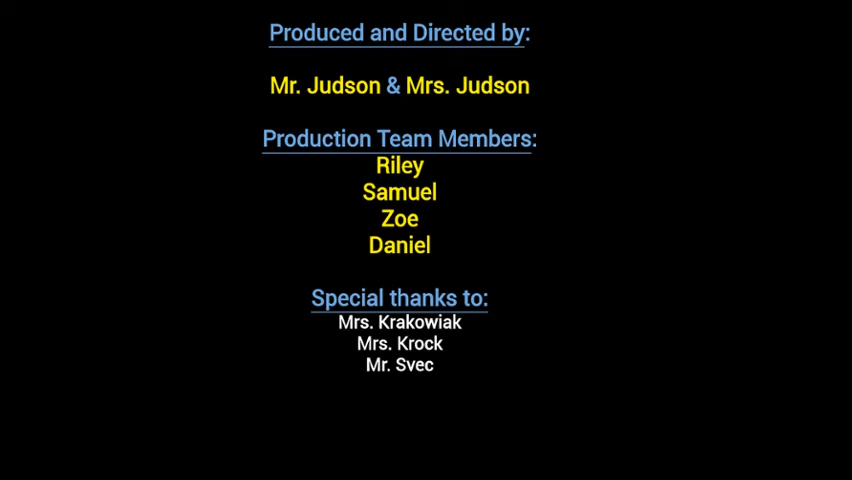 Produced and Directed by:
Mr. Judson & Mrs. Judson
Production Team Members:
Riley
Samuel
Zoe
Daniel
Special thanks to:
Mrs. Krakowiak
Mrs. Krock
Mr. Svec